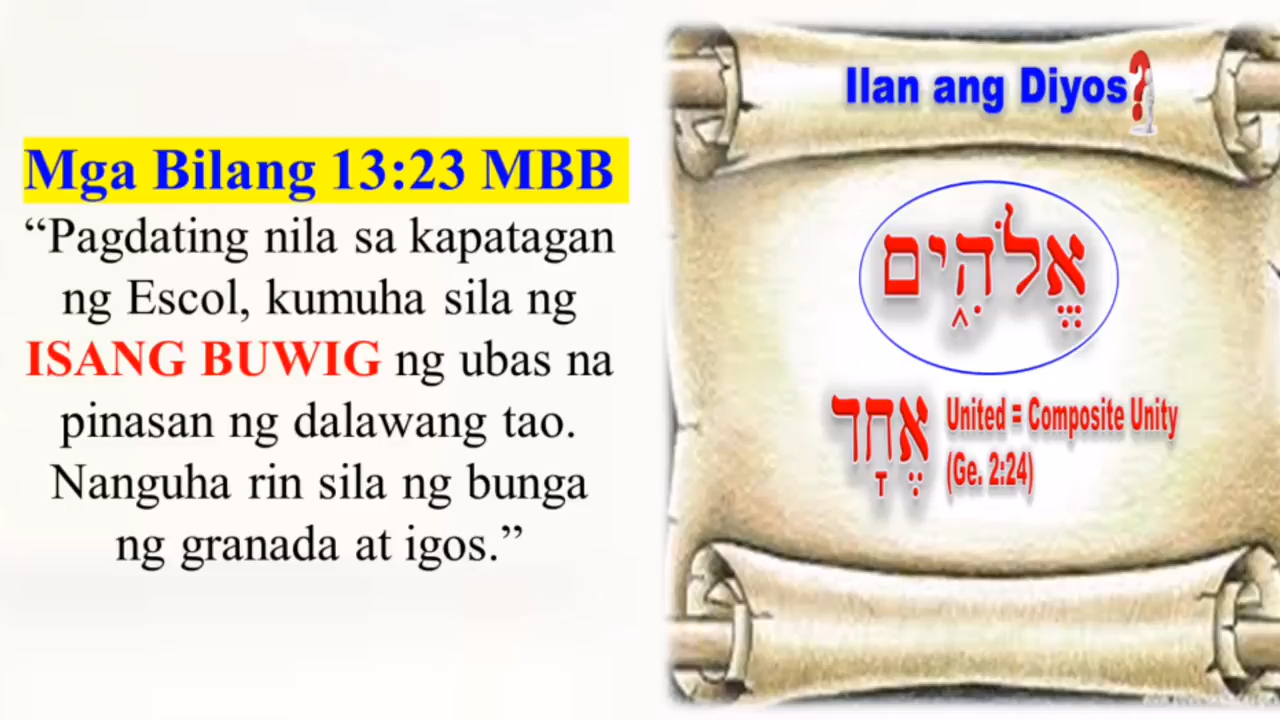 Mga Bilang 13:23 MBB
“Pagdating nila sa kapatagan
ng Escol, kumuha sila ng
ISANG BUWIG ng ubas na
pinasan ng dalawang tao.
Nanguha rin sila ng bunga
ng granada at igos.”
Ilan ang Diyos?
אֱלֹהִ֑ים
אֶחָֽד United = Composite Unity
(Ge. 2:24)